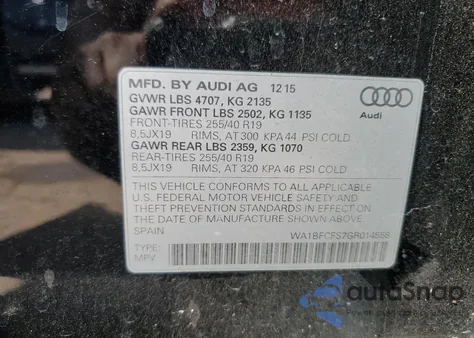 MFD. BY AUDI AG 12 15
GVWR LBS 4707, KG 2135
GAWR FRONT LBS 2502, KG 1135
FRONT-TIRES 255/40 R19
8,5JX19 RIMS, AT 300 KPA 44 PSI COLD
GAWR REAR LBS 2359, KG 1070
REAR-TIRES 255/40 R19
8,5JX19 RIMS, AT 320 KPA 46 PSI COLD
Audi
THIS VEHICLE CONFORMS TO ALL APPLICABLE
U.S. FEDERAL MOTOR VEHICLE SAFETY AND
THEFT PREVENTION STANDARDS IN EFFECT ON
THE DATE OF MANUFACTURE SHOWN ABOVE
SPAIN
WA1BFCFS7GR014555
TYPE:
autoSnap